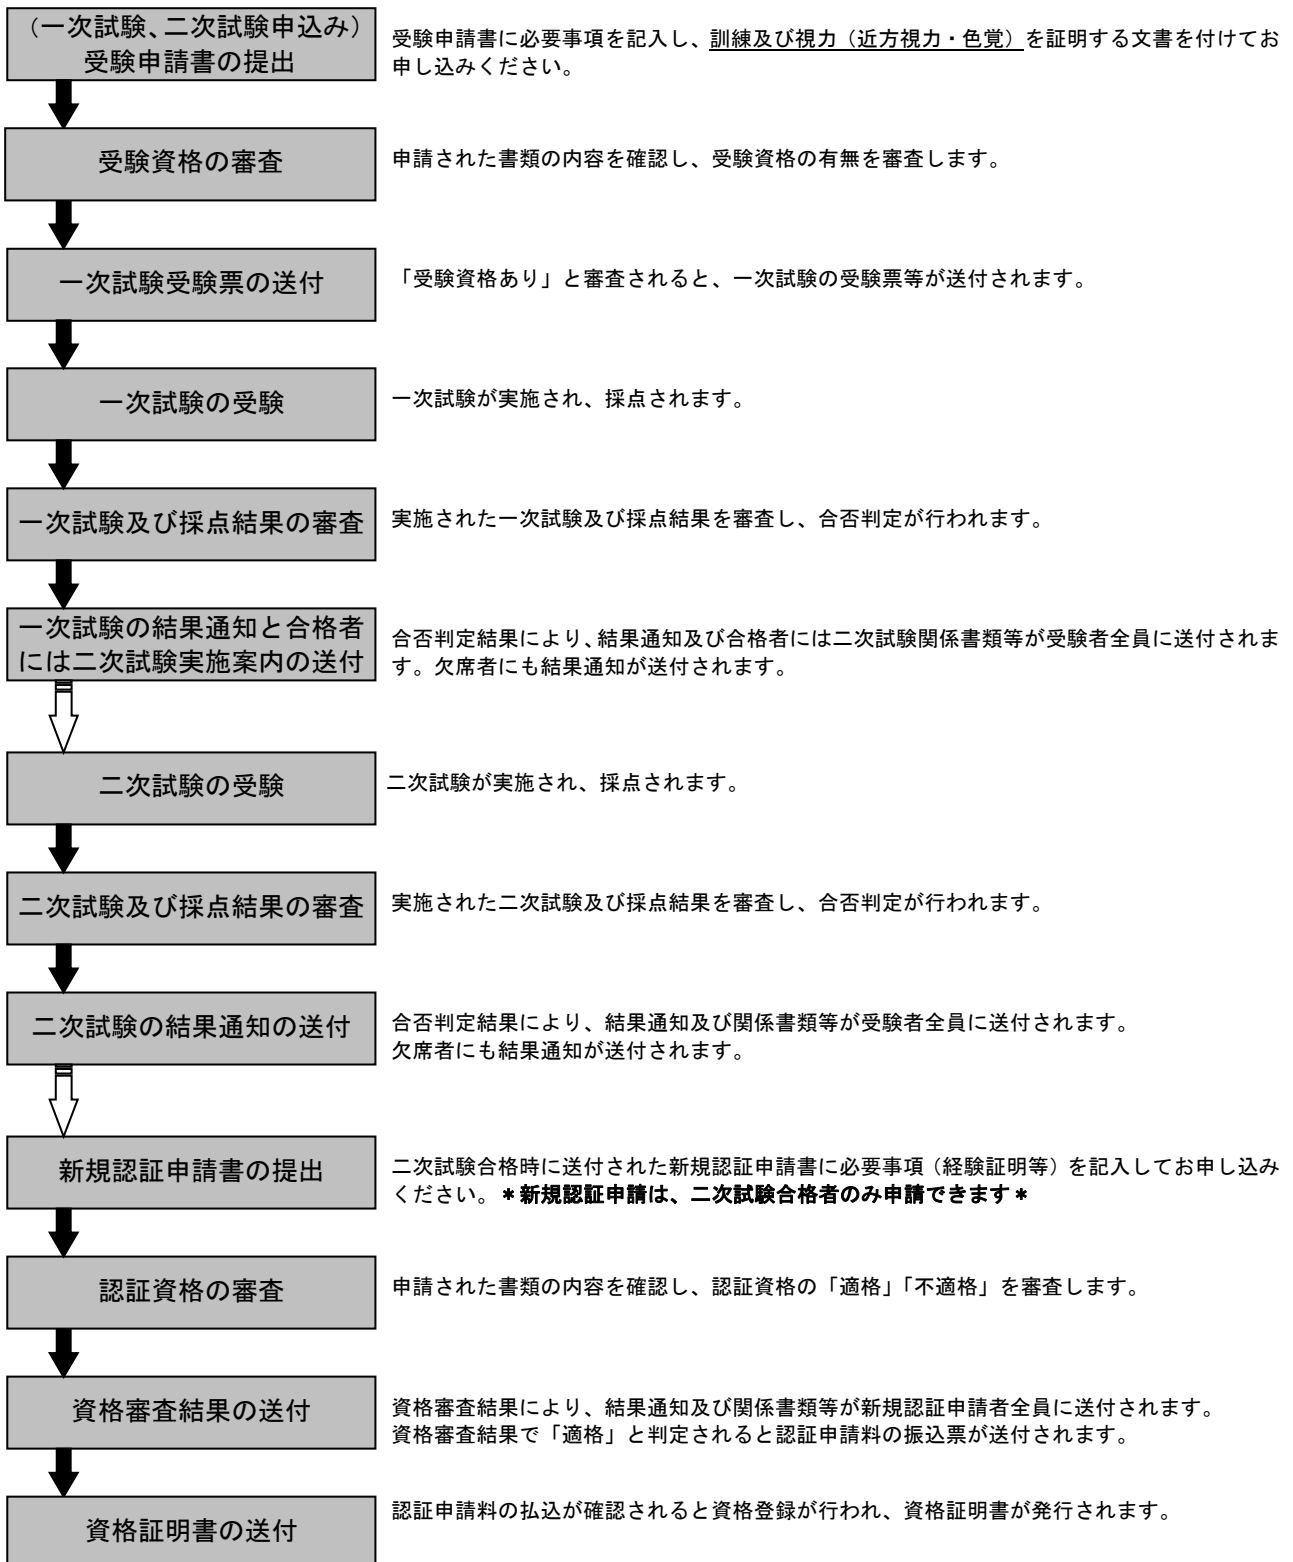 （一次試験、二次試験申込み）
受験申請書の提出
受験申請書に必要事項を記入し、訓練及び視力（近方視力・色覚）を証明する文書を付けてお
申し込みください。
受験資格の審査
申請された書類の内容を確認し、受験資格の有無を審査します。
一次試験受験票の送付
「受験資格あり」と審査されると、一次試験の受験票等が送付されます。
一次試験の受験
一次試験が実施され、採点されます。
一次試験及び採点結果の審査
実施された一次試験及び採点結果を審査し、合否判定が行われます。
一次試験の結果通知と合格者
には二次試験実施案内の送付
合否判定結果により、結果通知及び合格者には二次試験関係書類等が受験者全員に送付されま
す。欠席者にも結果通知が送付されます。
二次試験の受験
二次試験が実施され、採点されます。
二次試験及び採点結果の審査
実施された二次試験及び採点結果を審査し、合否判定が行われます。
二次試験の結果通知の送付
合否判定結果により、結果通知及び関係書類等が受験者全員に送付されます。
欠席者にも結果通知が送付されます。
新規認証申請書の提出
二次試験合格時に送付された新規認証申請書に必要事項（経験証明等）を記入してお申し込み
ください。＊新規認証申請は、二次試験合格者のみ申請できます＊
認証資格の審査
申請された書類の内容を確認し、認証資格の「適格」「不適格」を審査します。
資格審査結果の送付
資格審査結果により、結果通知及び関係書類等が新規認証申請者全員に送付されます。
資格審査結果で「適格」と判定されると認証申請料の振込票が送付されます。
資格証明書の送付
認証申請料の払込が確認されると資格登録が行われ、資格証明書が発行されます。